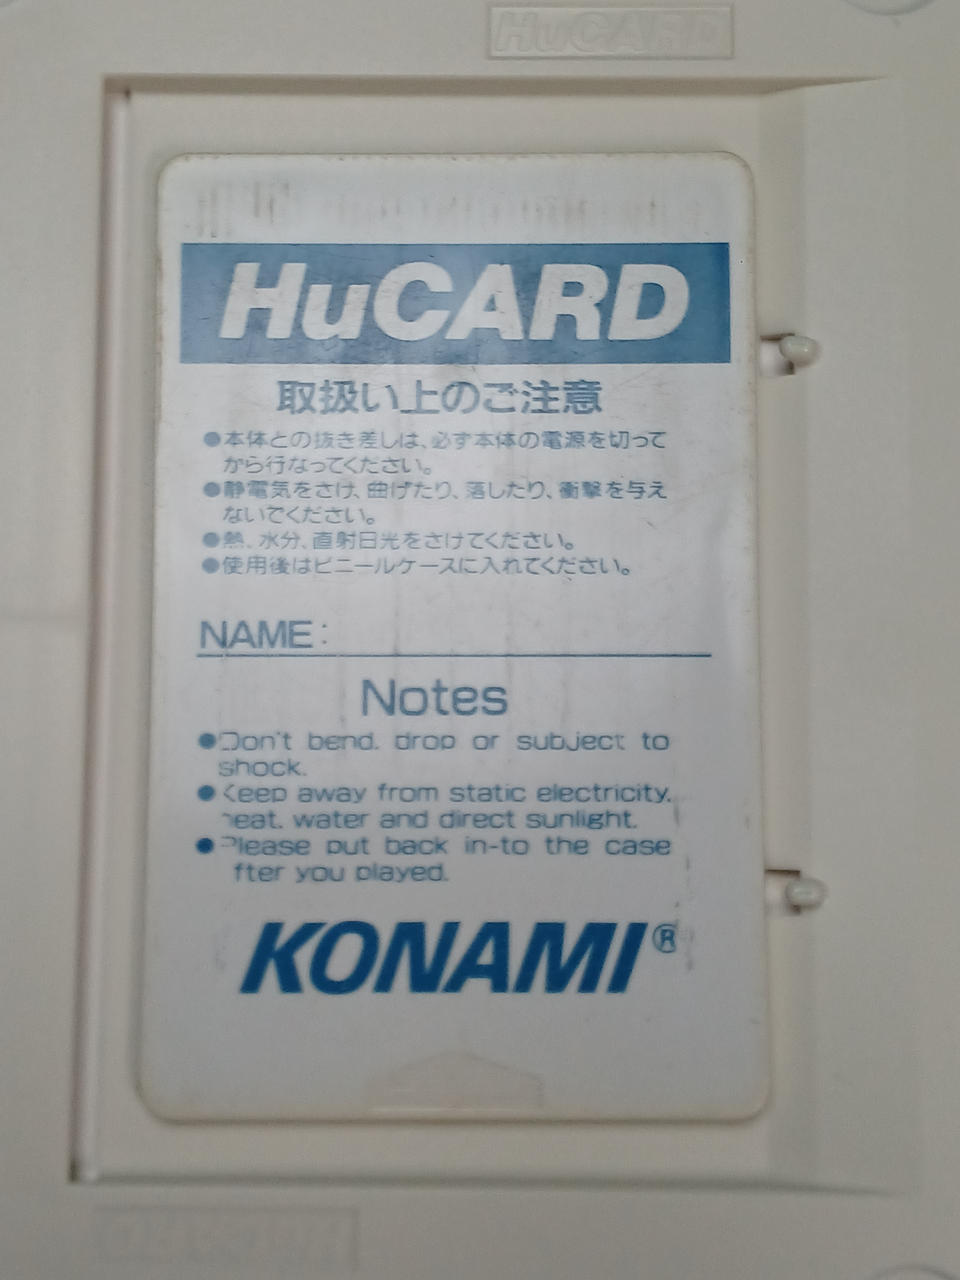 HuCARD
HuCARD
取扱い上のご注意
●本体との抜き差しは、必ず本体の電源を切って
から行なってください。
●静電気をさけ、曲げたり、落したり、衝撃を与え
ないでください。
●熱、水分、直射日光をさけてください。
●使用後はビニールケースに入れてください。
NAME:
Notes
●Don't bend, drop or subject to
shock.
●Keep away from static electricity,
heat, water and direct sunlight.
●Please put back in-to the case
fter you played.
KONAMI®